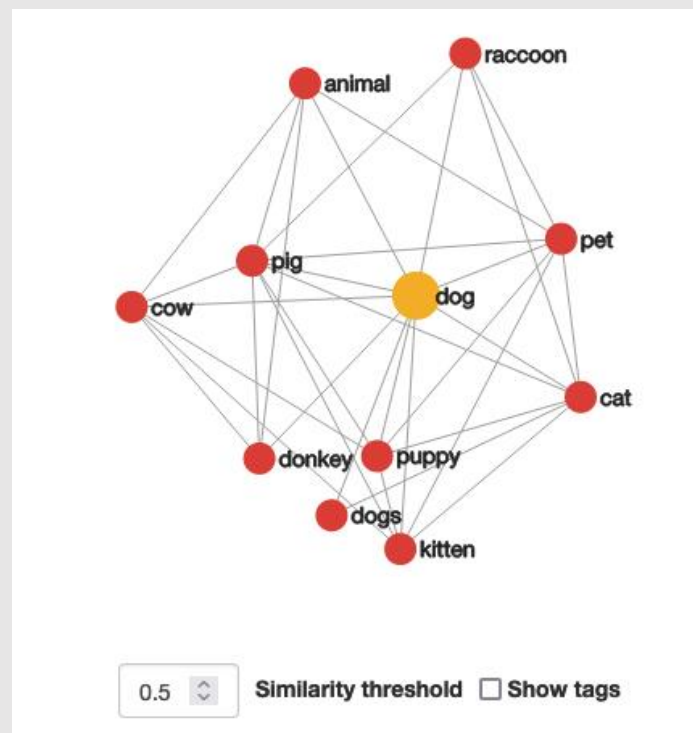 raccoon
animal
pet
pig
dog
cow
cat
donkey
puppy
dogs
kitten
0.5 Similarity threshold Show tags